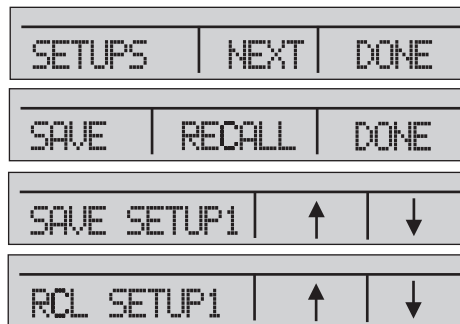 SETUPS NEXT DONE
SAVE RECALL DONE
SAVE SETUP1 ↑ ↓
RCL SETUP1 ↑ ↓